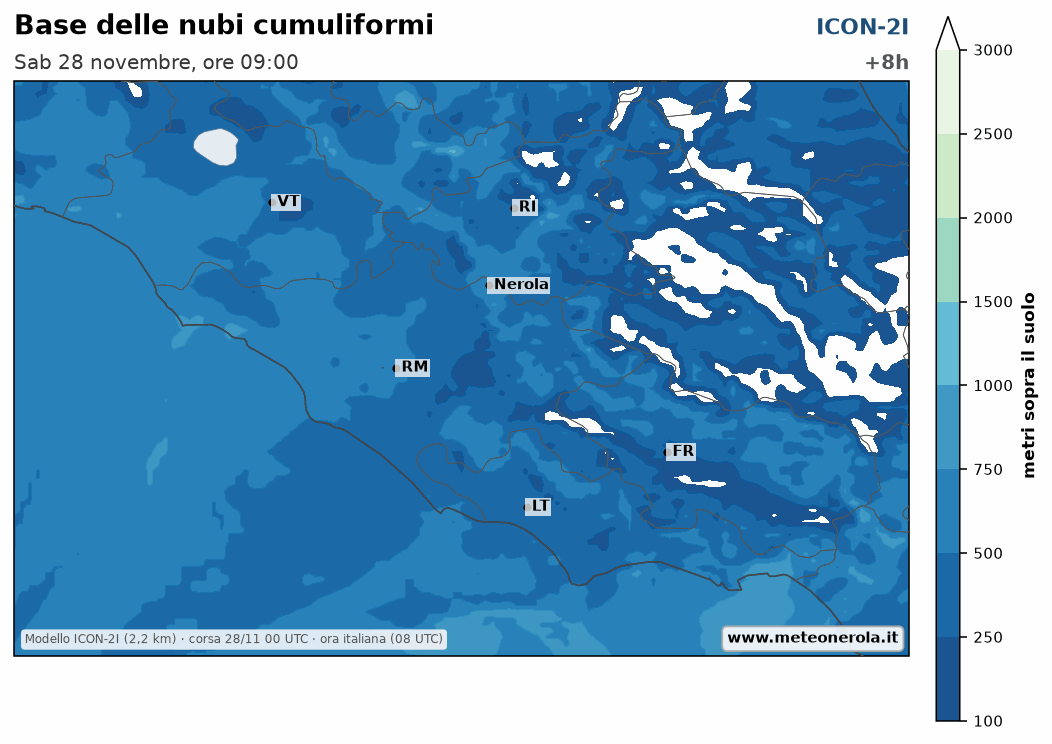 Base delle nubi cumuliformi
ICON-2I
Sab 28 novembre, ore 09:00
+8h
VT
RI
Nerola
RM
FR
LT
Modello ICON-2I (2,2 km) · corsa 28/11 00 UTC · ora italiana (08 UTC)
www.meteonerola.it
3000
2500
2000
1500
1000
750
500
250
100
metri sopra il suolo